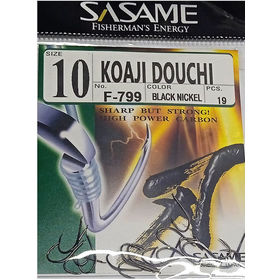 SASAME
FISHERMAN'S ENERGY
SIZE
10
KOAJI DOUCHI
No.
F-799
COLOR
BLACK NICKEL
PCS.
19
SHARP BUT STRONG!
HIGH POWER CARBON
SASAME